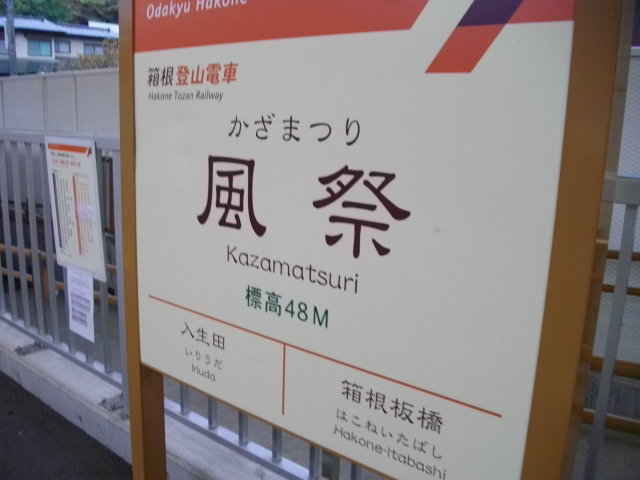 Odakyu Hakone
箱根登山電車
Hakone Tozan Railway
かざまつり
風祭
Kazamatsuri
標高48M
入生田
いりうだ
Iriuda
箱根板橋
はこねいたばし
Hakone-Itabashi